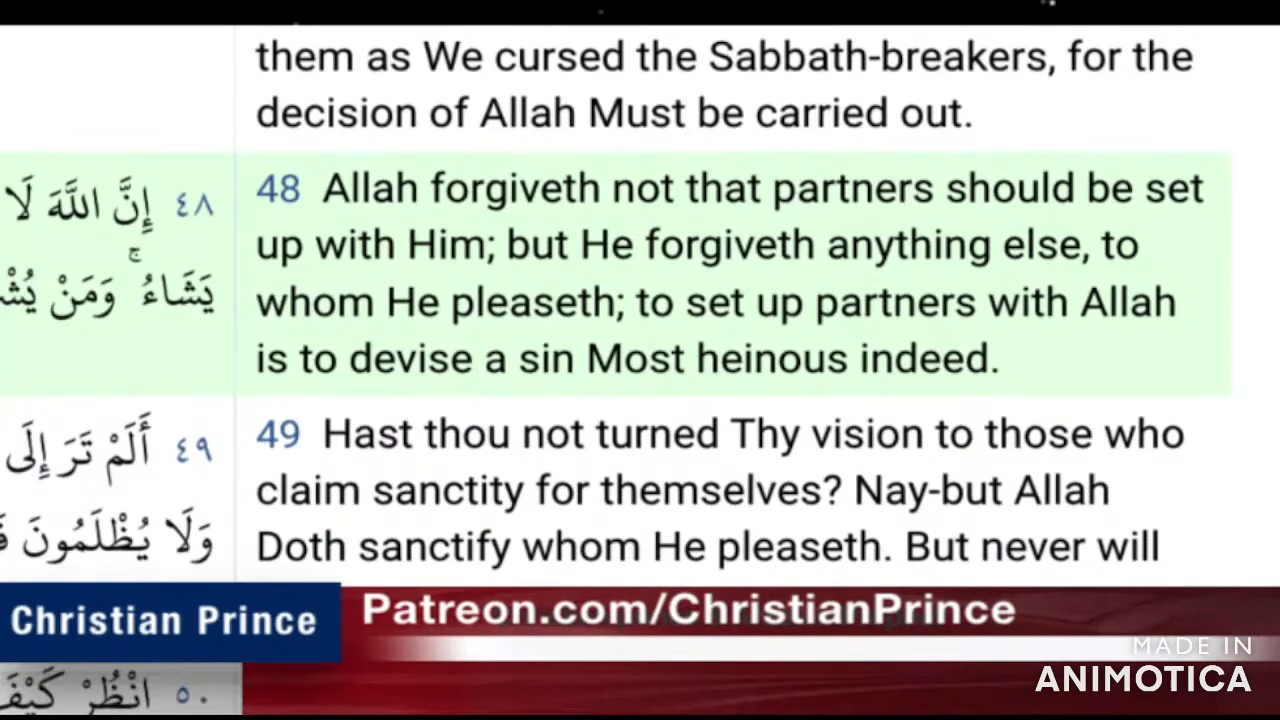 them as We cursed the Sabbath-breakers, for the
decision of Allah Must be carried out.
٤٨ إِنَّ اللَّهَ لَا
يَشَاءُ ۚ وَمَنْ
48 Allah forgiveth not that partners should be set
up with Him; but He forgiveth anything else, to
whom He pleaseth; to set up partners with Allah
is to devise a sin Most heinous indeed.
٤٩ أَلَمْ تَرَ إِلَى
وَلَا يُظْلَمُونَ
49 Hast thou not turned Thy vision to those who
claim sanctity for themselves? Nay-but Allah
Doth sanctify whom He pleaseth. But never will
Christian Prince
Patreon.com/ChristianPrince
٥٠ انْظُرْ كَيْفَ
MADE IN
ANIMOTICA